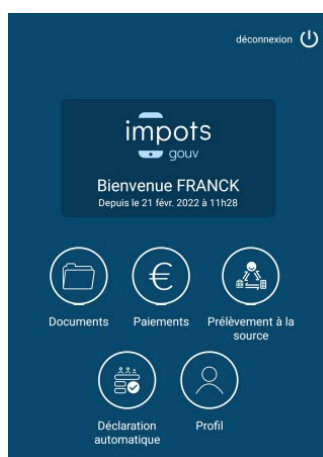 déconnexion
impots
gouv
Bienvenue FRANCK
Depuis le 21 févr. 2022 à 11h28
Documents
Paiements
Prélèvement à la
source
Déclaration
automatique
Profil